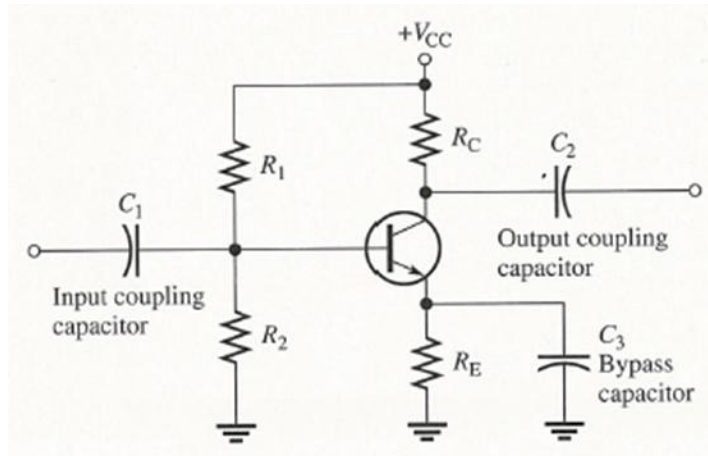 +VCC
RC
C2
R1
C1
Output coupling
capacitor
Input coupling
capacitor
R2
C3
RE
Bypass
capacitor